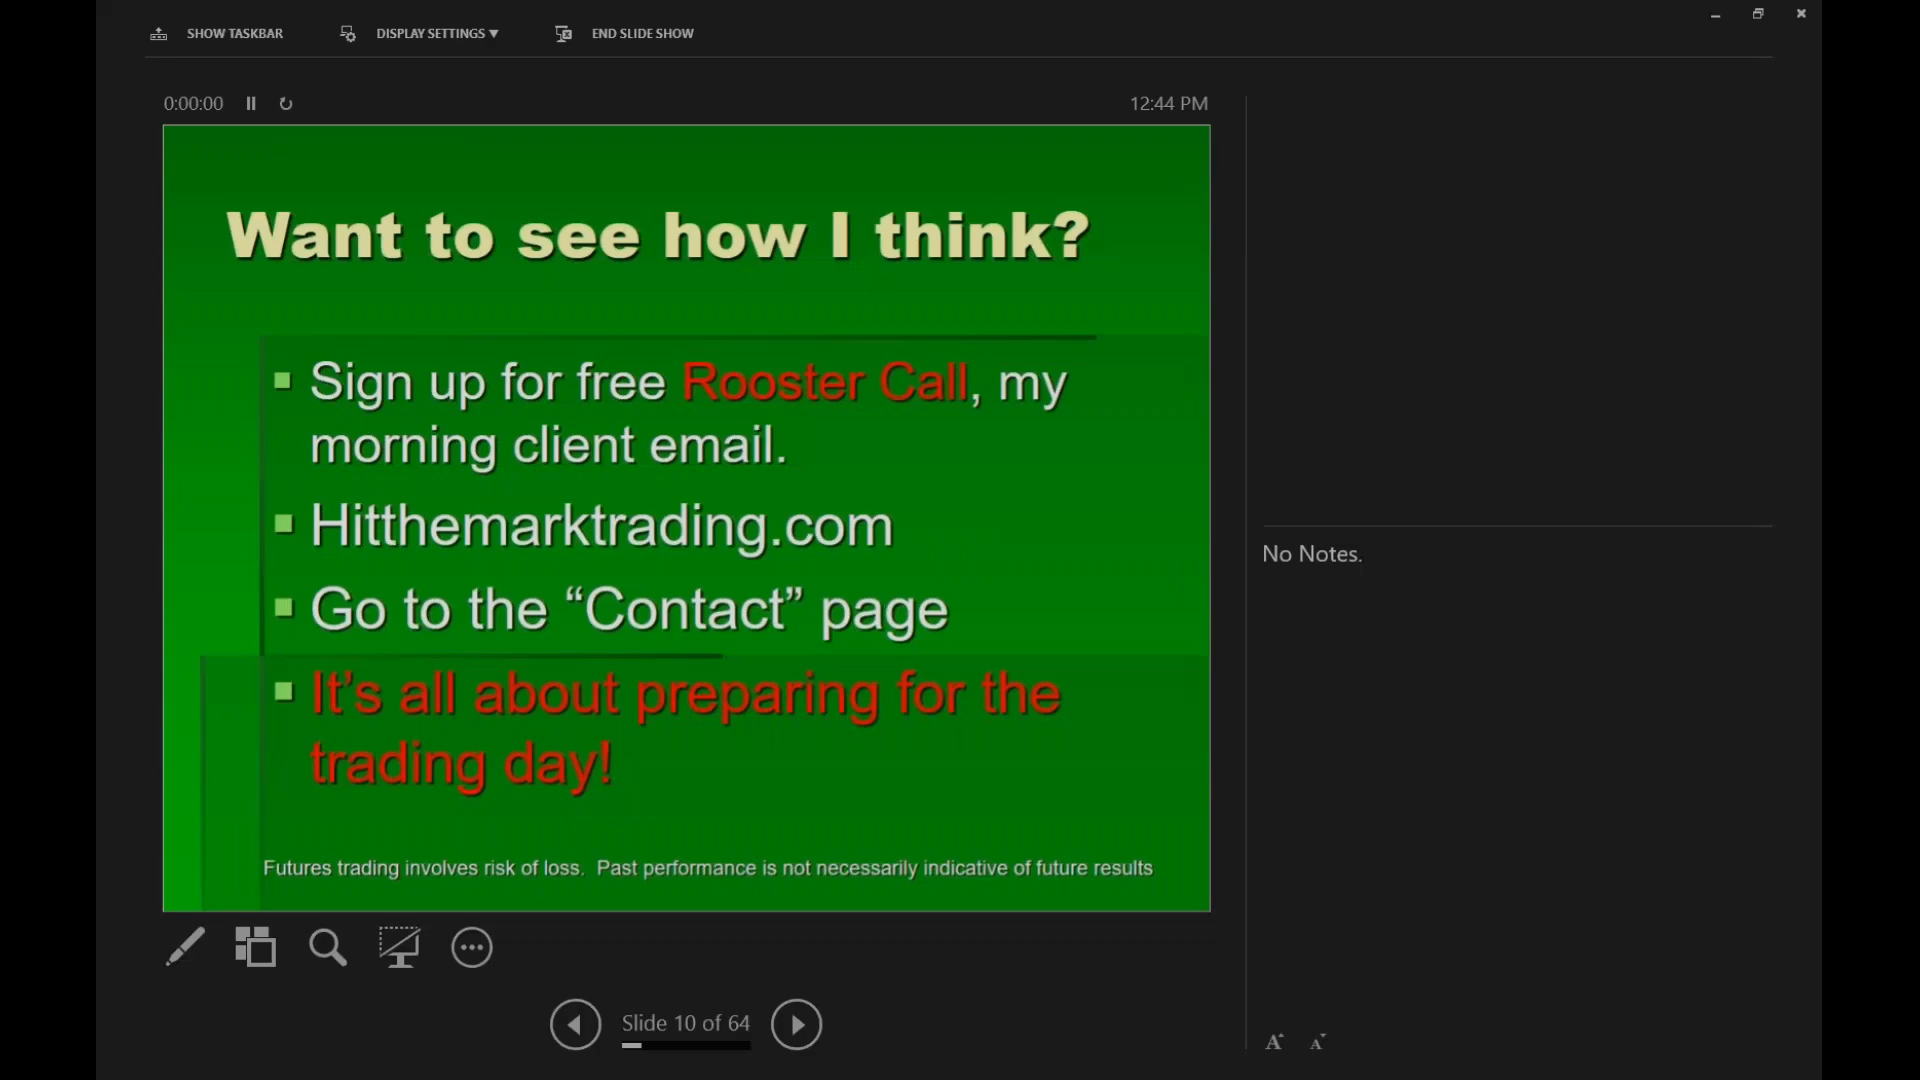 SHOW TASKBAR
DISPLAY SETTINGS ▼
END SLIDE SHOW
0:00:00
12:44 PM
Want to see how I think?
Sign up for free Rooster Call, my
morning client email.
Hitthemarktrading.com
Go to the “Contact” page
It’s all about preparing for the
trading day!
Futures trading involves risk of loss.  Past performance is not necessarily indicative of future results
No Notes.
Slide 10 of 64
A
A